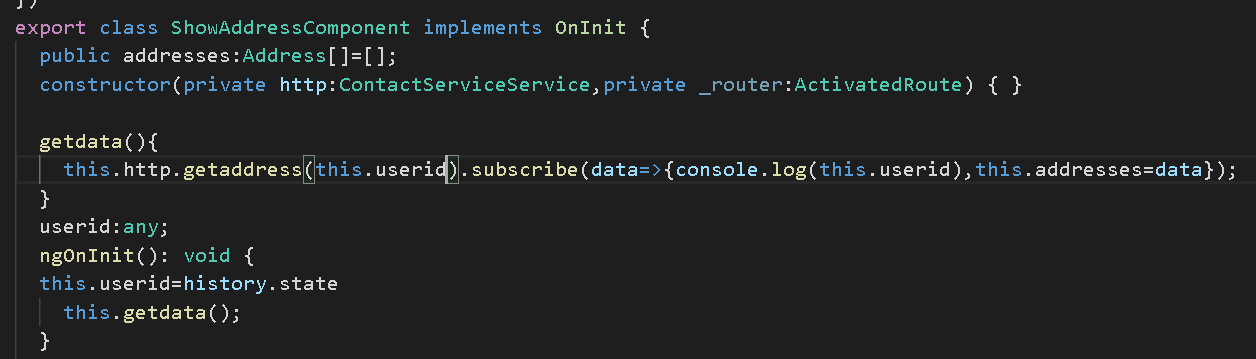 })
export class ShowAddressComponent implements OnInit {
public addresses:Address[]=[];
constructor(private http:ContactServiceService,private _router:ActivatedRoute) { }
getdata(){
this.http.getaddress(this.userid).subscribe(data=>{console.log(this.userid),this.addresses=data});
}
userid:any;
ngOnInit(): void {
this.userid=history.state
this.getdata();
}